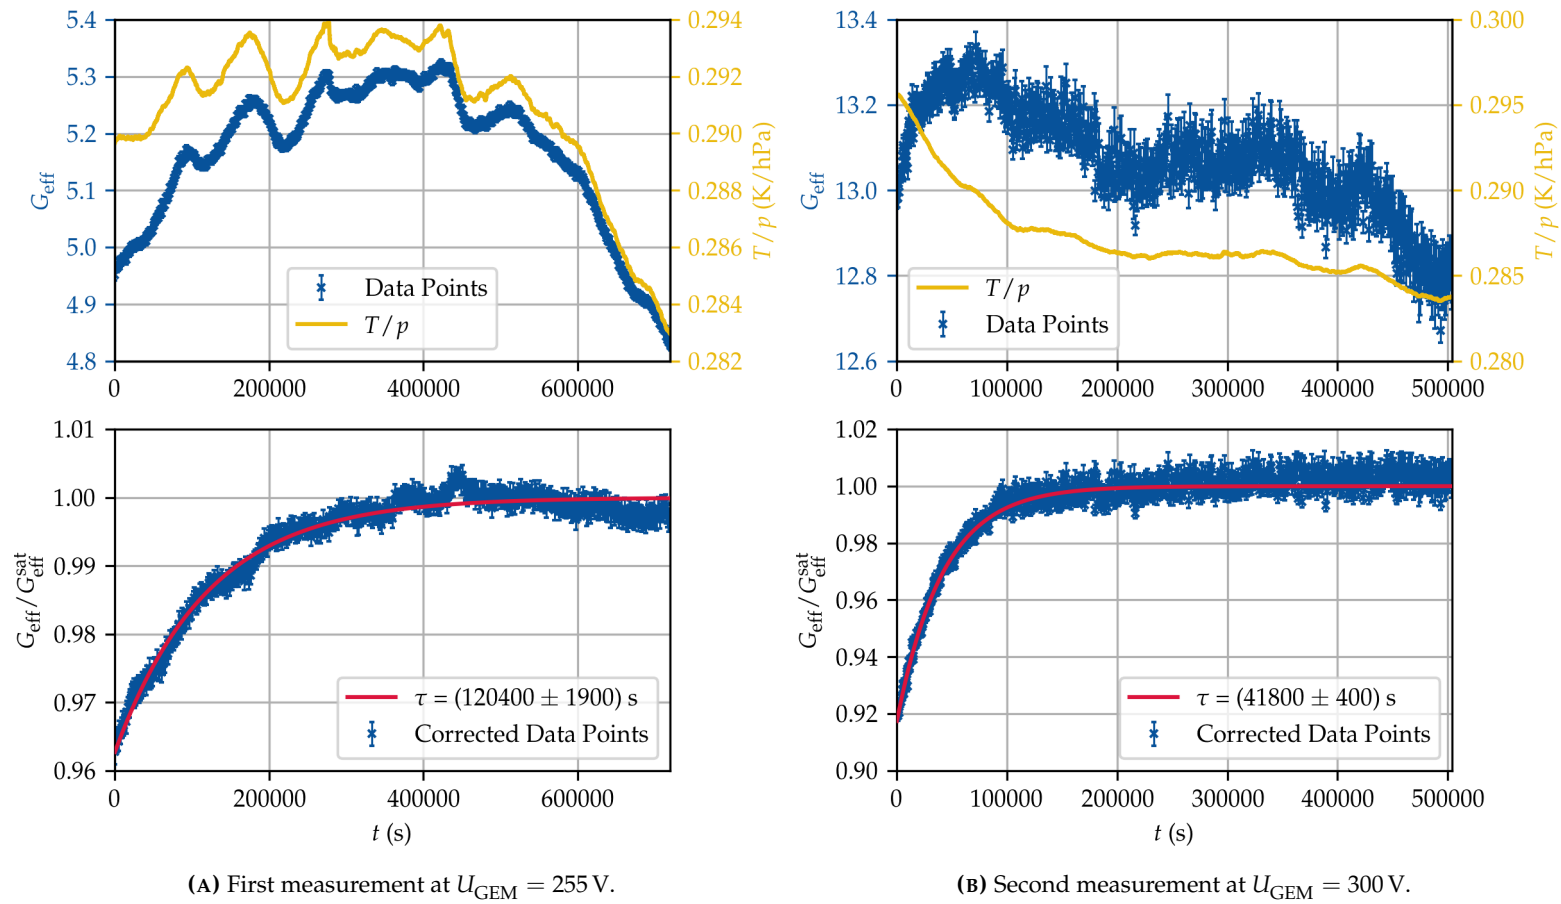 5.4
5.3
5.2
5.1
5.0
4.9
4.8
G_eff
0.294
0.292
0.290
0.288
0.286
0.284
0.282
T / p (K/hPa)
Data Points
T / p
0 200000 400000 600000
13.4
13.2
13.0
12.8
12.6
G_eff
0.300
0.295
0.290
0.285
0.280
T / p (K/hPa)
T / p
Data Points
0 100000 200000 300000 400000 500000
1.01
1.00
0.99
0.98
0.97
0.96
G_eff / G_eff^sat
τ = (120400 ± 1900) s
Corrected Data Points
0 200000 400000 600000
t (s)
1.02
1.00
0.98
0.96
0.94
0.92
0.90
G_eff / G_eff^sat
τ = (41800 ± 400) s
Corrected Data Points
0 100000 200000 300000 400000 500000
t (s)
(A) First measurement at U_GEM = 255 V.
(B) Second measurement at U_GEM = 300 V.